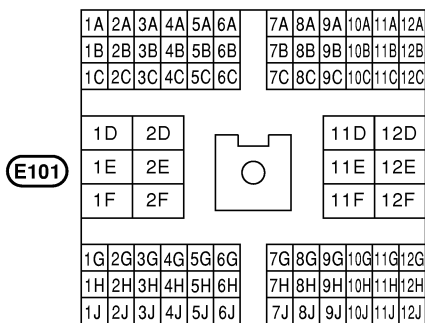 1A 2A 3A 4A 5A 6A 7A 8A 9A 10A 11A 12A
1B 2B 3B 4B 5B 6B 7B 8B 9B 10B 11B 12B
1C 2C 3C 4C 5C 6C 7C 8C 9C 10C 11C 12C
1D 2D 11D 12D
E101 1E 2E 11E 12E
1F 2F 11F 12F
1G 2G 3G 4G 5G 6G 7G 8G 9G 10G 11G 12G
1H 2H 3H 4H 5H 6H 7H 8H 9H 10H 11H 12H
1J 2J 3J 4J 5J 6J 7J 8J 9J 10J 11J 12J